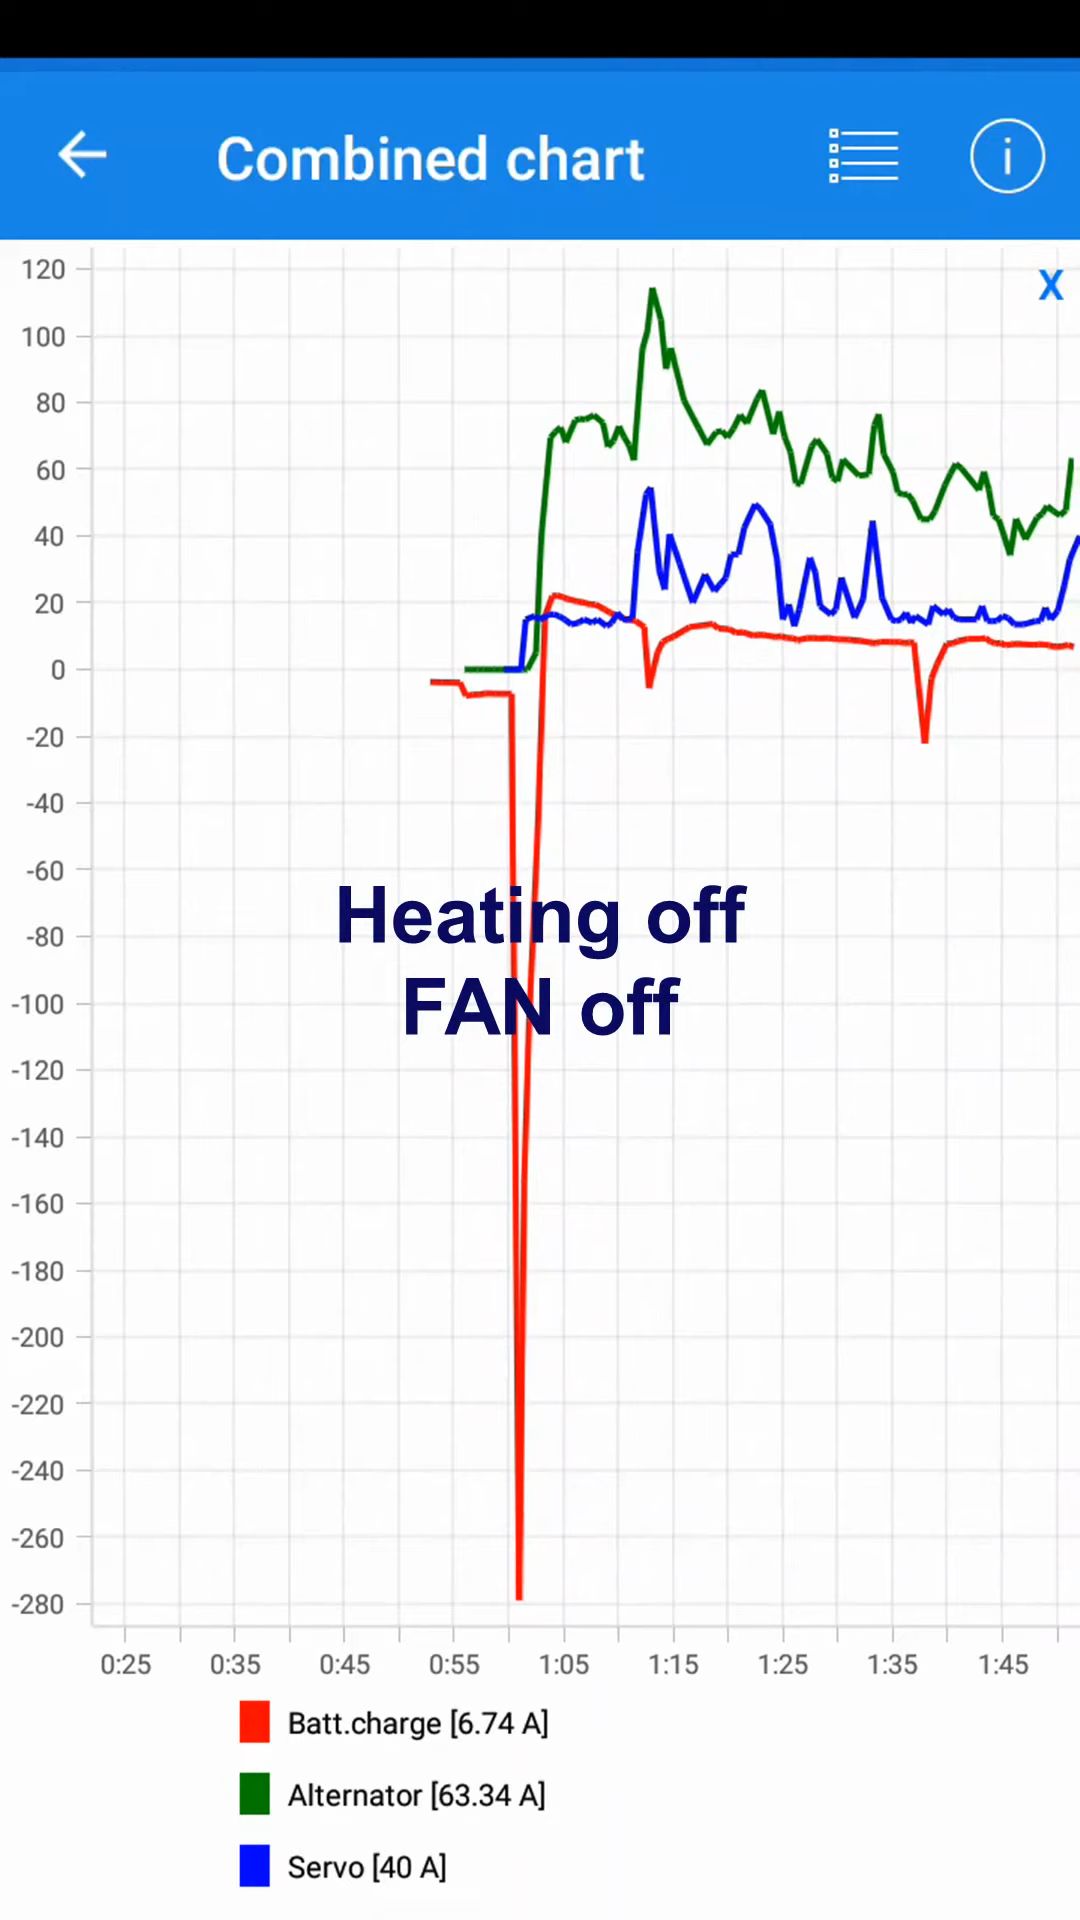 Combined chart
i
120
X
100
80
60
40
20
0
-20
-40
-60
Heating off
-80
FAN off
-100
-120
-140
-160
-180
-200
-220
-240
-260
-280
0:25 0:35 0:45 0:55 1:05 1:15 1:25 1:35 1:45
Batt.charge [6.74 A]
Alternator [63.34 A]
Servo [40 A]